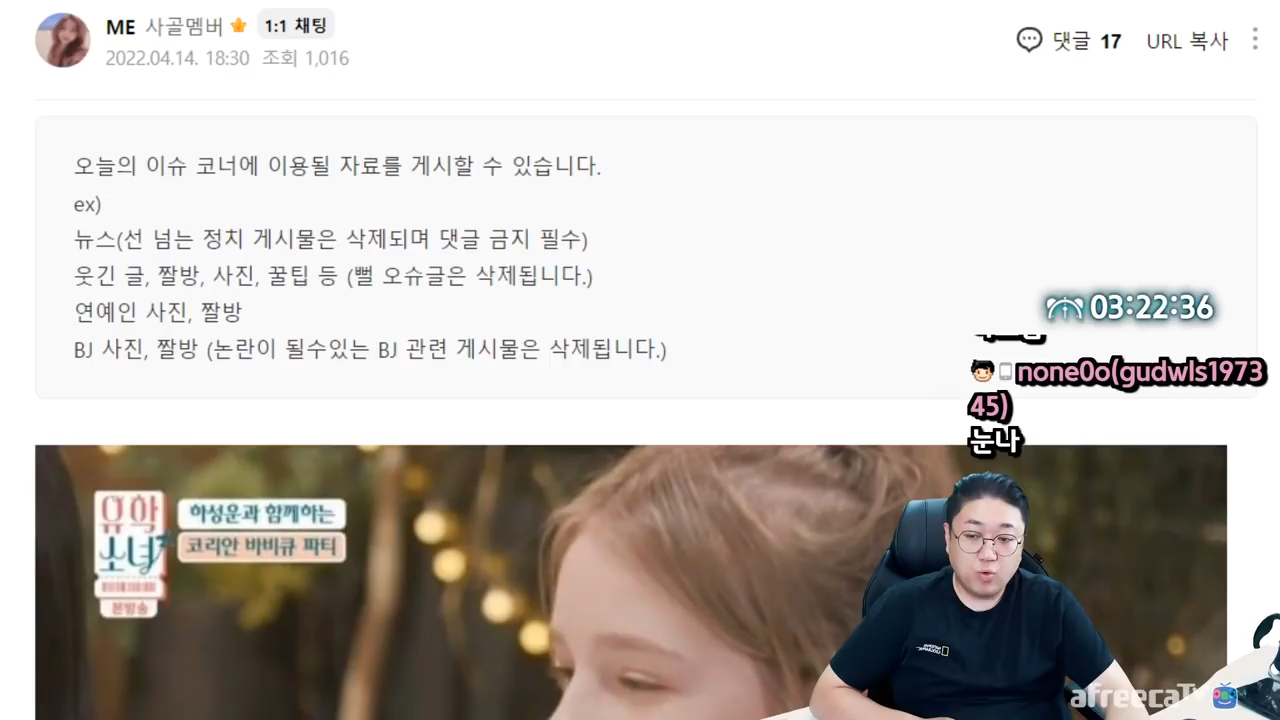 ME 사골멤버 1:1 채팅
2022.04.14. 18:30 조회 1,016
댓글 17 URL 복사
오늘의 이슈 코너에 이용될 자료를 게시할 수 있습니다.
ex)
뉴스(선 넘는 정치 게시물은 삭제되며 댓글 금지 필수)
웃긴 글, 짤방, 사진, 꿀팁 등 (뻘 오슈글은 삭제됩니다.)
연예인 사진, 짤방
BJ 사진, 짤방 (논란이 될수있는 BJ 관련 게시물은 삭제됩니다.)
03:22:36
none0o(gudwls1973
45)
눈나
유학
소녀
본방송
하성운과 함께하는
코리안 바비큐 파티
afreecaTV